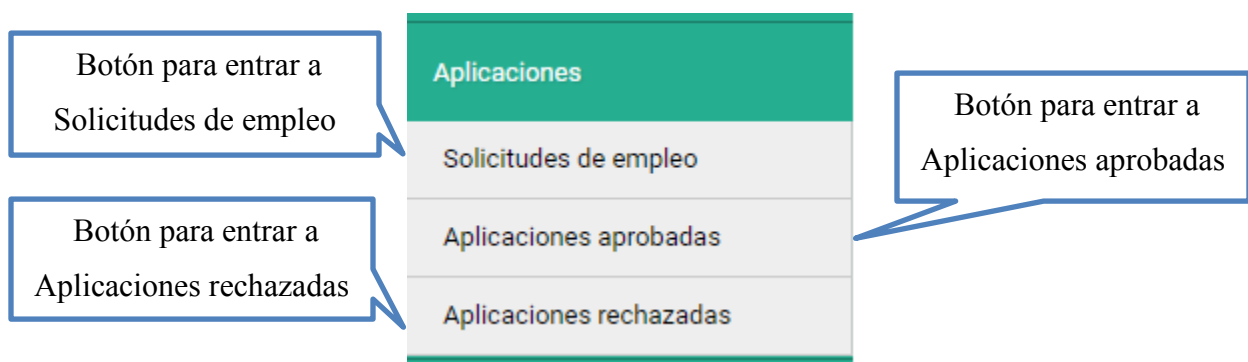 Botón para entrar a
Solicitudes de empleo
Botón para entrar a
Aplicaciones rechazadas
Aplicaciones
Solicitudes de empleo
Aplicaciones aprobadas
Aplicaciones rechazadas
Botón para entrar a
Aplicaciones aprobadas